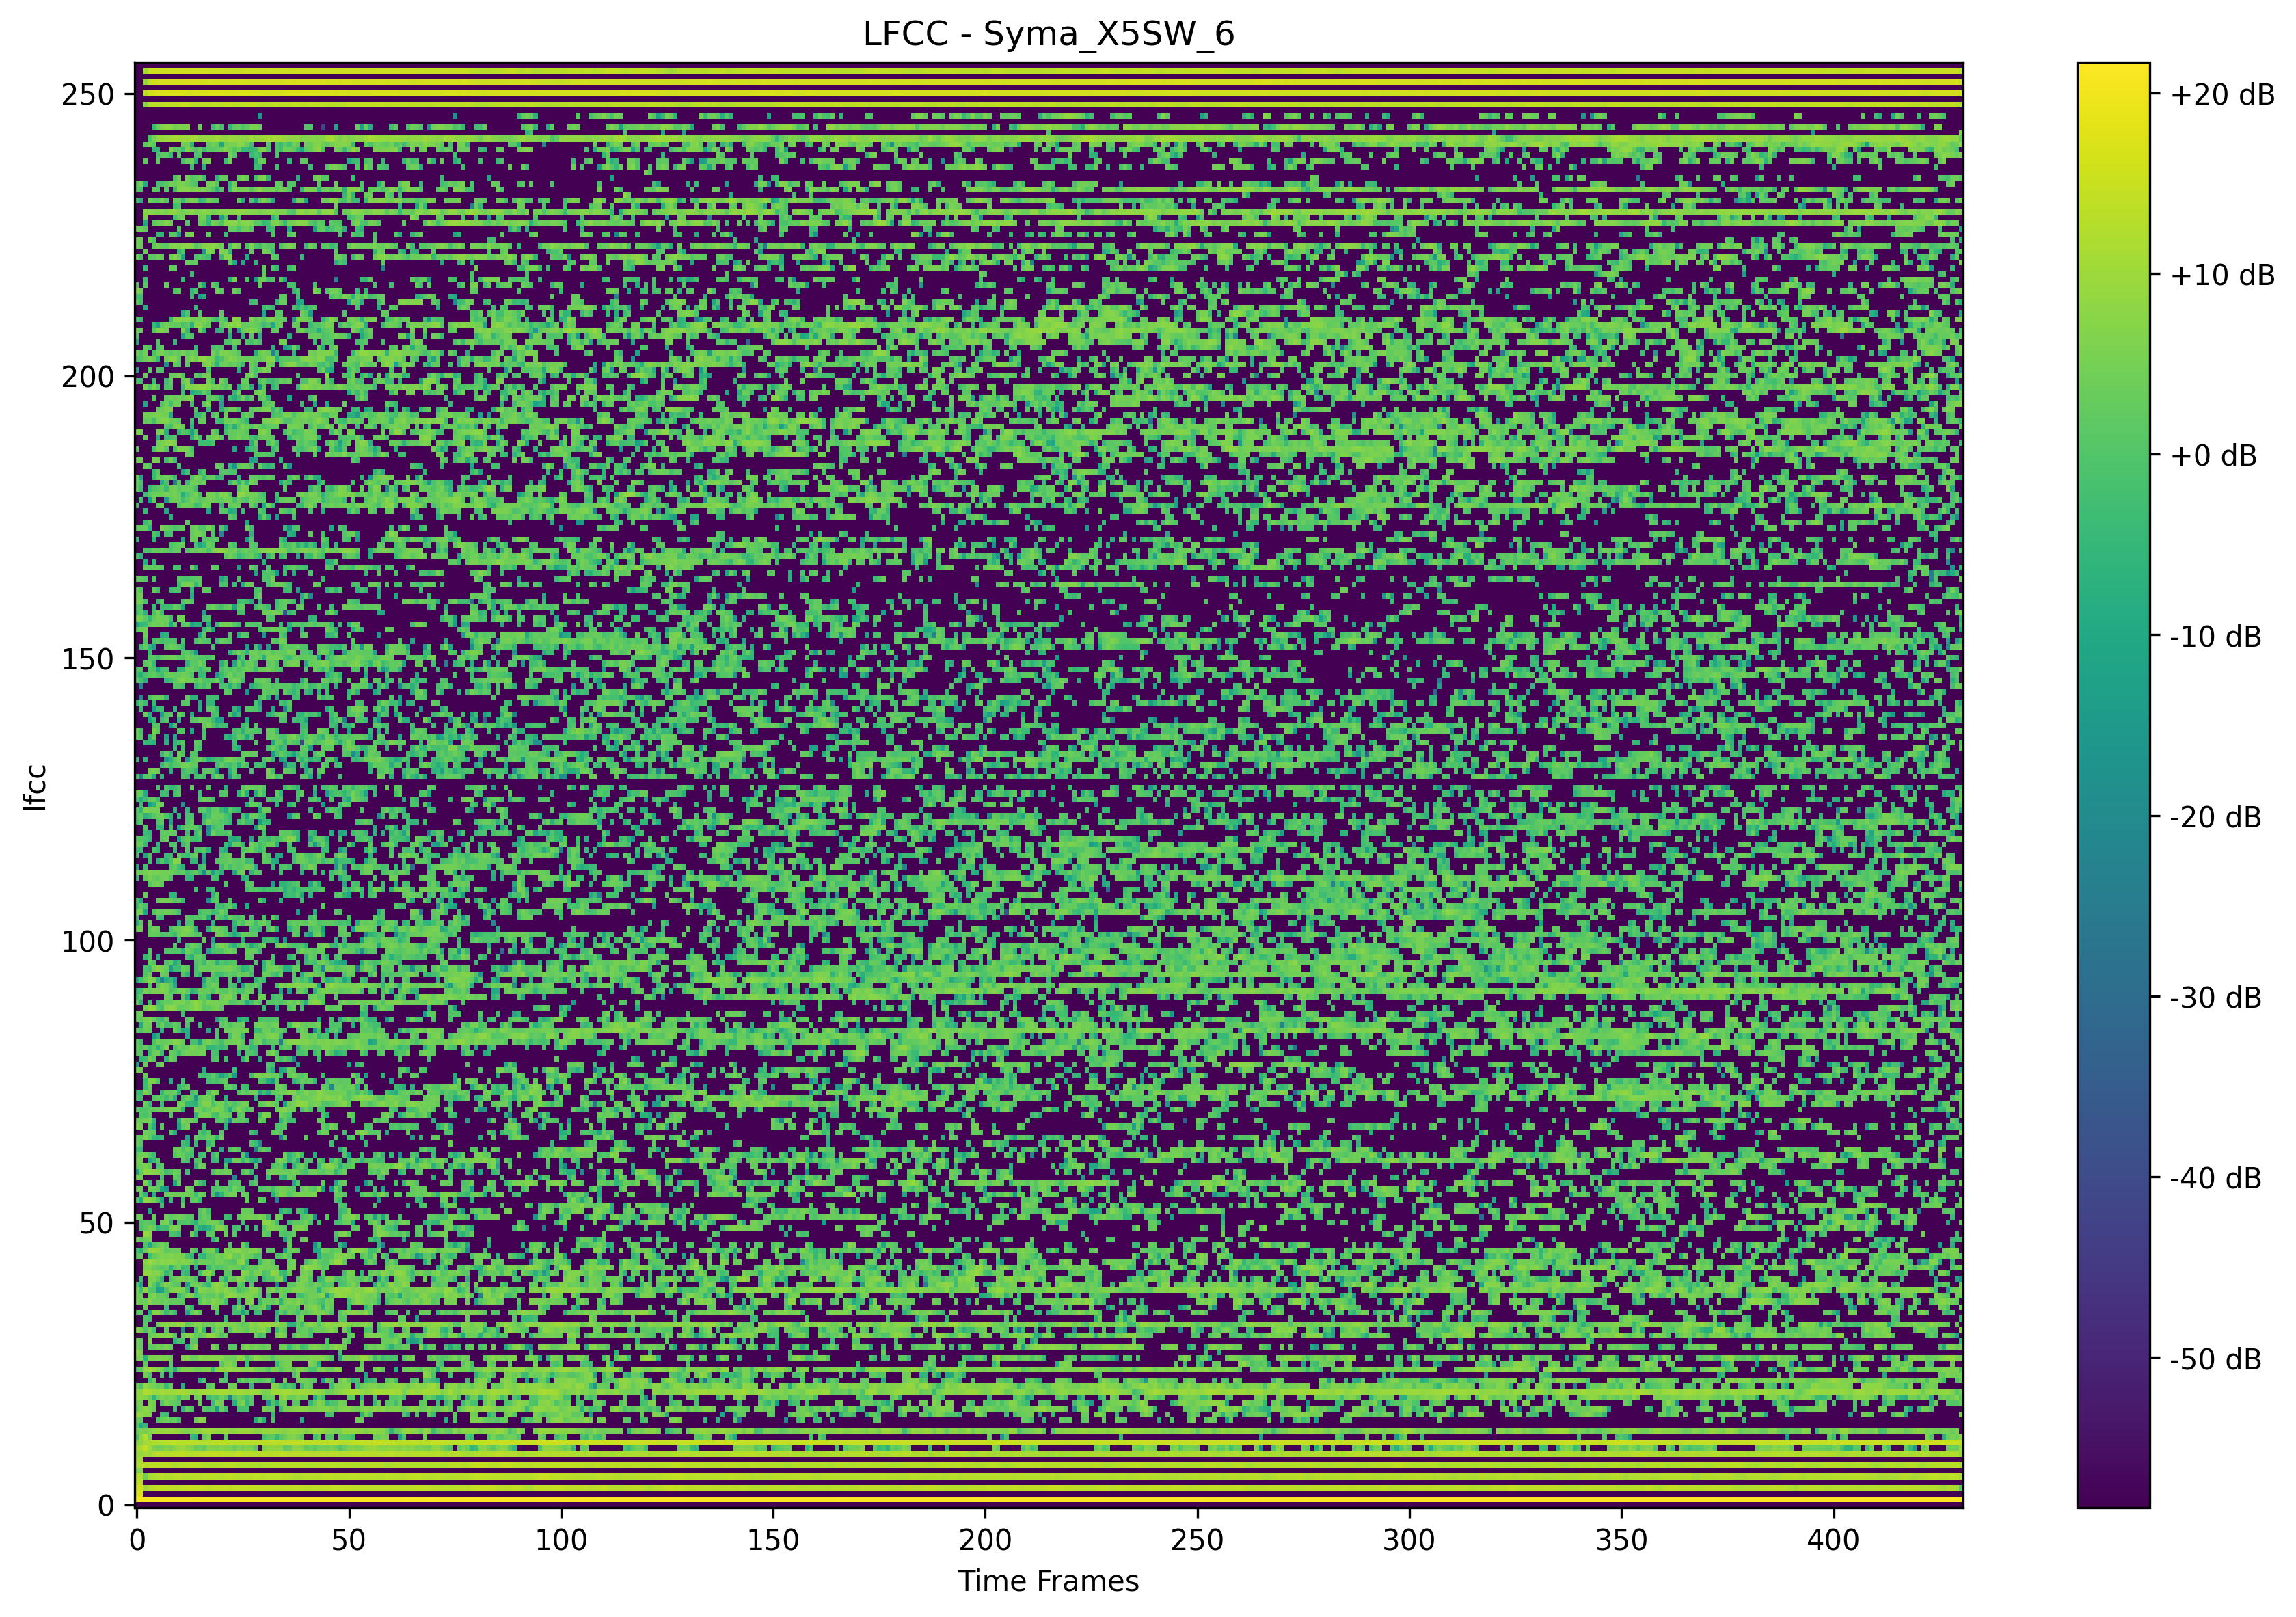 LFCC - Syma_X5SW_6
250
200
150
100
50
0
lfcc
0 50 100 150 200 250 300 350 400
Time Frames
+20 dB
+10 dB
+0 dB
-10 dB
-20 dB
-30 dB
-40 dB
-50 dB